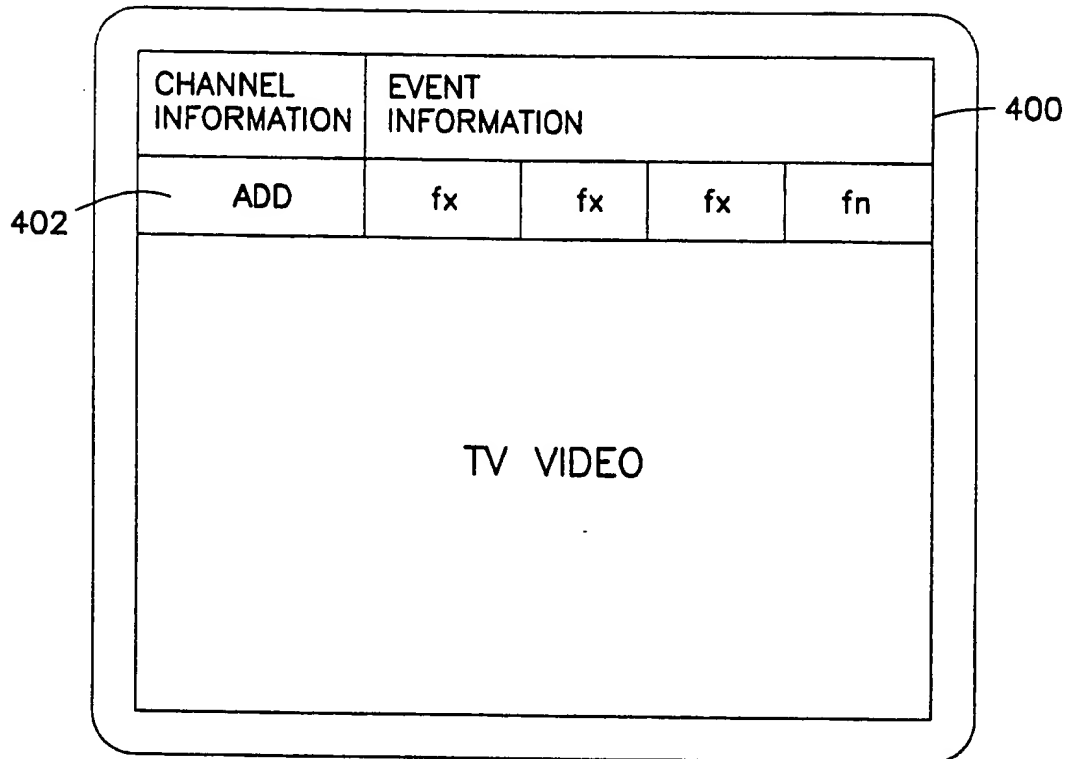 CHANNEL
INFORMATION
EVENT
INFORMATION
400
402
ADD
fx
fx
fx
fn
TV VIDEO